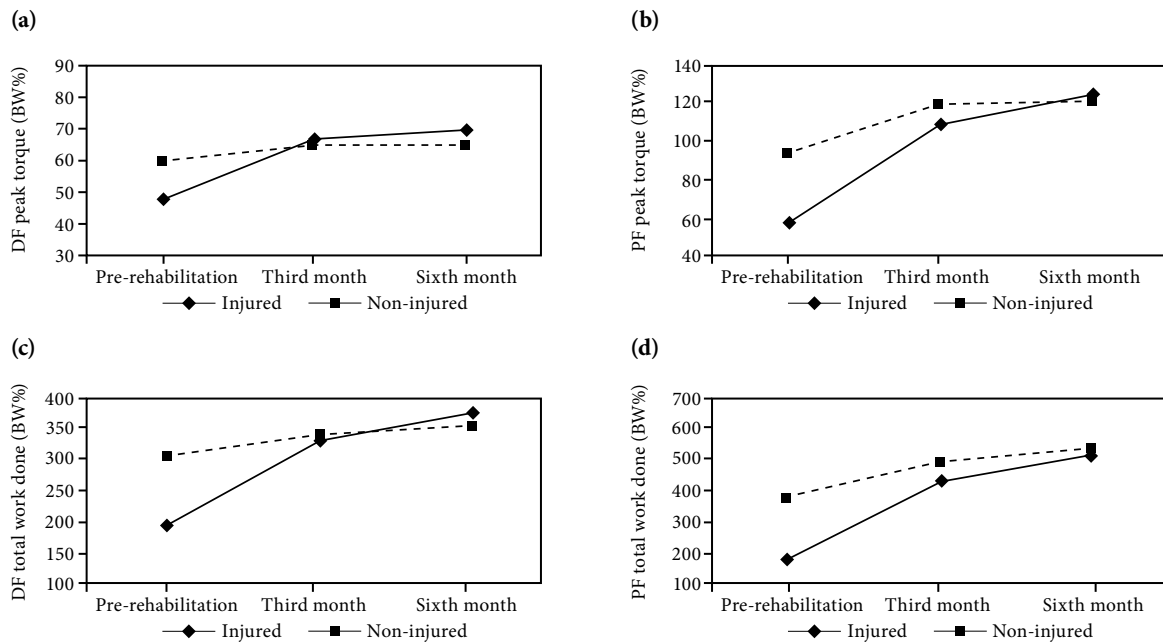 (a)
DF peak torque (BW%)
90
80
70
60
50
40
30
Pre-rehabilitation Third month Sixth month
Injured Non-injured
(b)
PF peak torque (BW%)
140
120
100
80
60
40
Pre-rehabilitation Third month Sixth month
Injured Non-injured
(c)
DF total work done (BW%)
400
350
300
250
200
150
100
Pre-rehabilitation Third month Sixth month
Injured Non-injured
(d)
PF total work done (BW%)
700
600
500
400
300
200
100
Pre-rehabilitation Third month Sixth month
Injured Non-injured